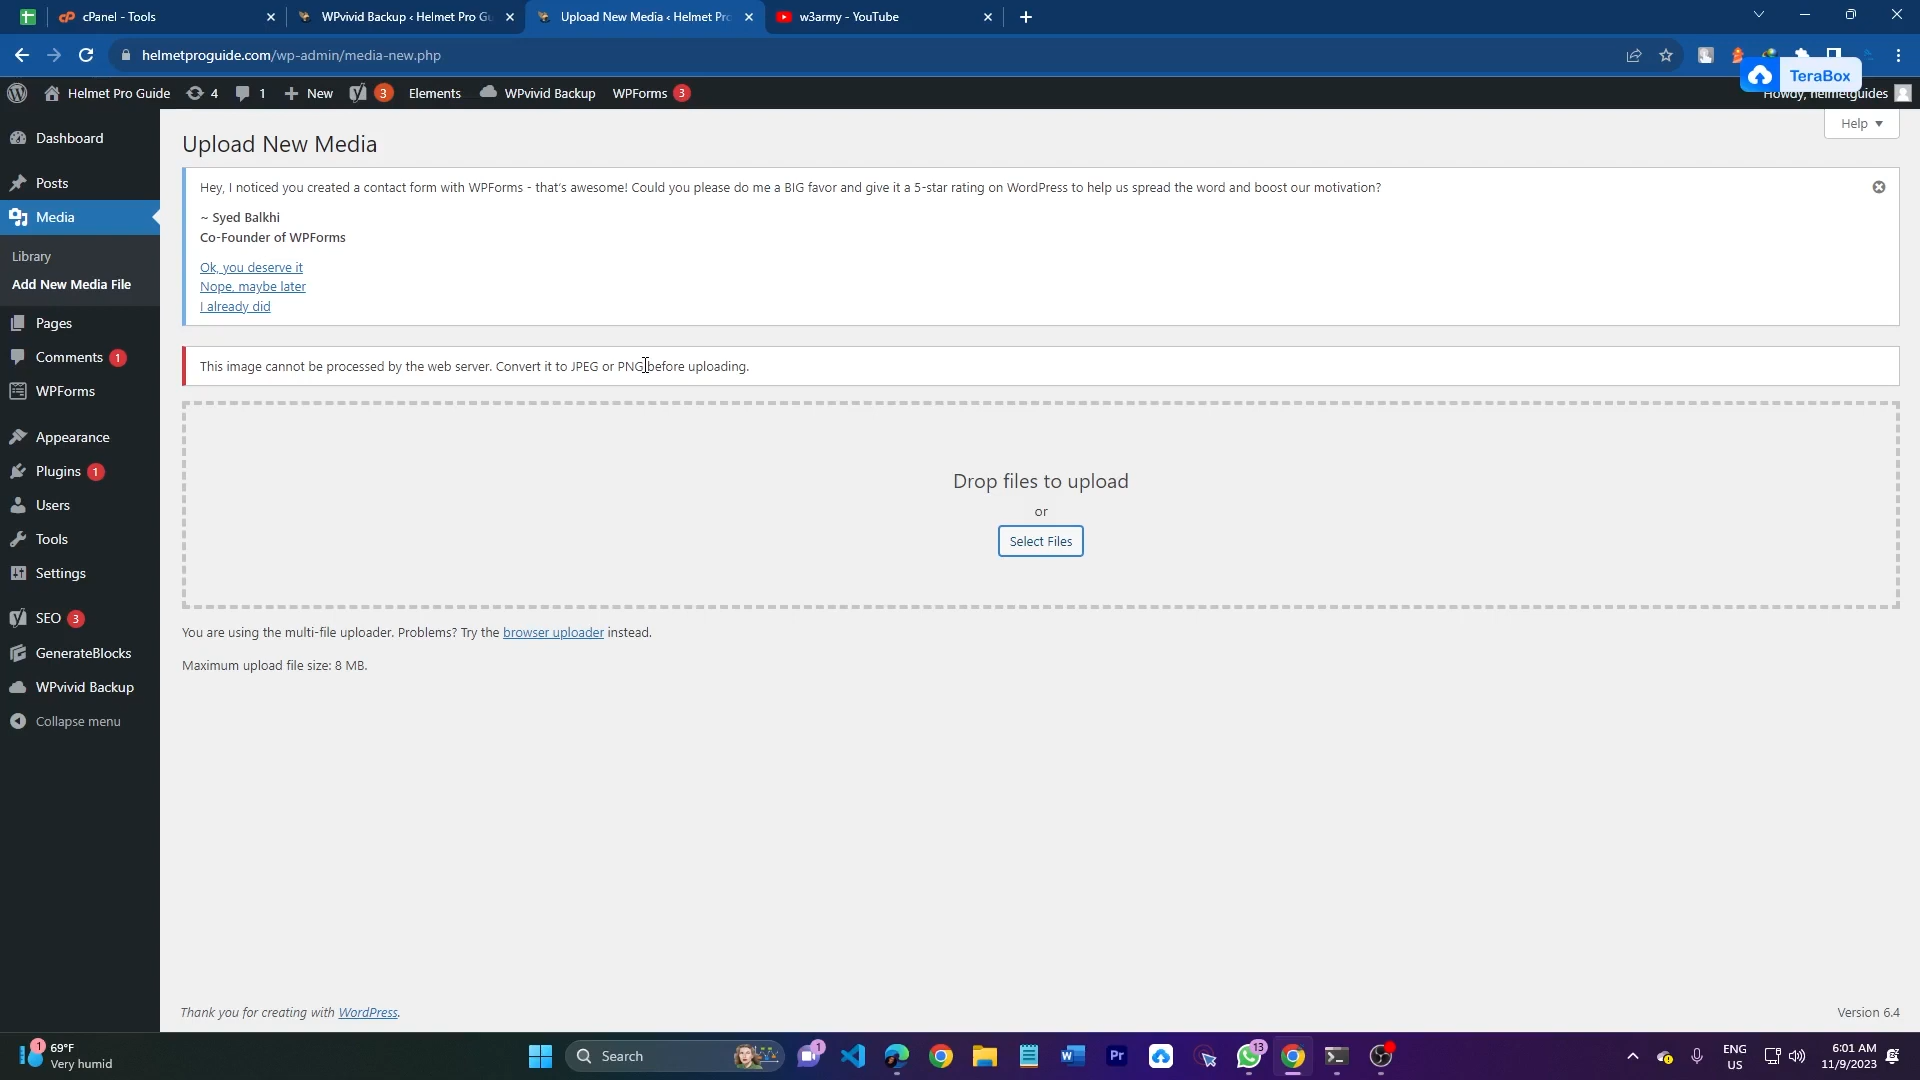 cPanel - Tools
WPvivid Backup ‹ Helmet Pro Gu
Upload New Media ‹ Helmet Pro
w3army - YouTube
helmetproguide.com/wp-admin/media-new.php
TeraBox
Helmet Pro Guide
4
1
New
3
Elements
WPvivid Backup
WPForms
3
Howdy, helmetguides
Help
Dashboard
Posts
Media
Library
Add New Media File
Pages
Comments 1
WPForms
Appearance
Plugins 1
Users
Tools
Settings
SEO 3
GenerateBlocks
WPvivid Backup
Collapse menu
Upload New Media
Hey, I noticed you created a contact form with WPForms - that's awesome! Could you please do me a BIG favor and give it a 5-star rating on WordPress to help us spread the word and boost our motivation?
~ Syed Balkhi
Co-Founder of WPForms
Ok, you deserve it
Nope, maybe later
I already did
This image cannot be processed by the web server. Convert it to JPEG or PNG before uploading.
Drop files to upload
or
Select Files
You are using the multi-file uploader. Problems? Try the browser uploader instead.
Maximum upload file size: 8 MB.
Thank you for creating with WordPress.
Version 6.4
1
69°F
Very humid
Search
1
Pr
13
ENG
US
6:01 AM
11/9/2023